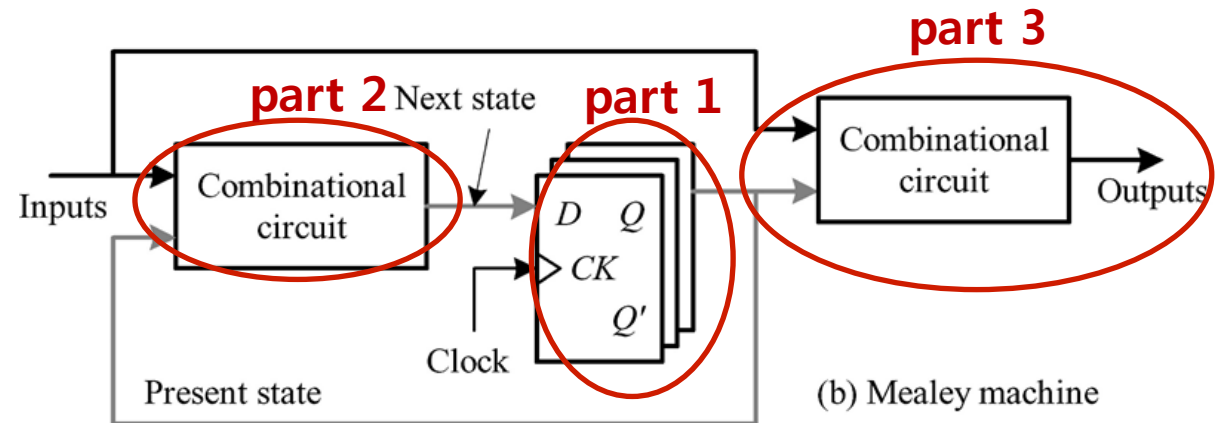 part 3
part 2
Next state
part 1
Combinational
circuit
Combinational
circuit
Inputs
Outputs
D Q
CK
Q′
Clock
Present state
(b) Mealey machine